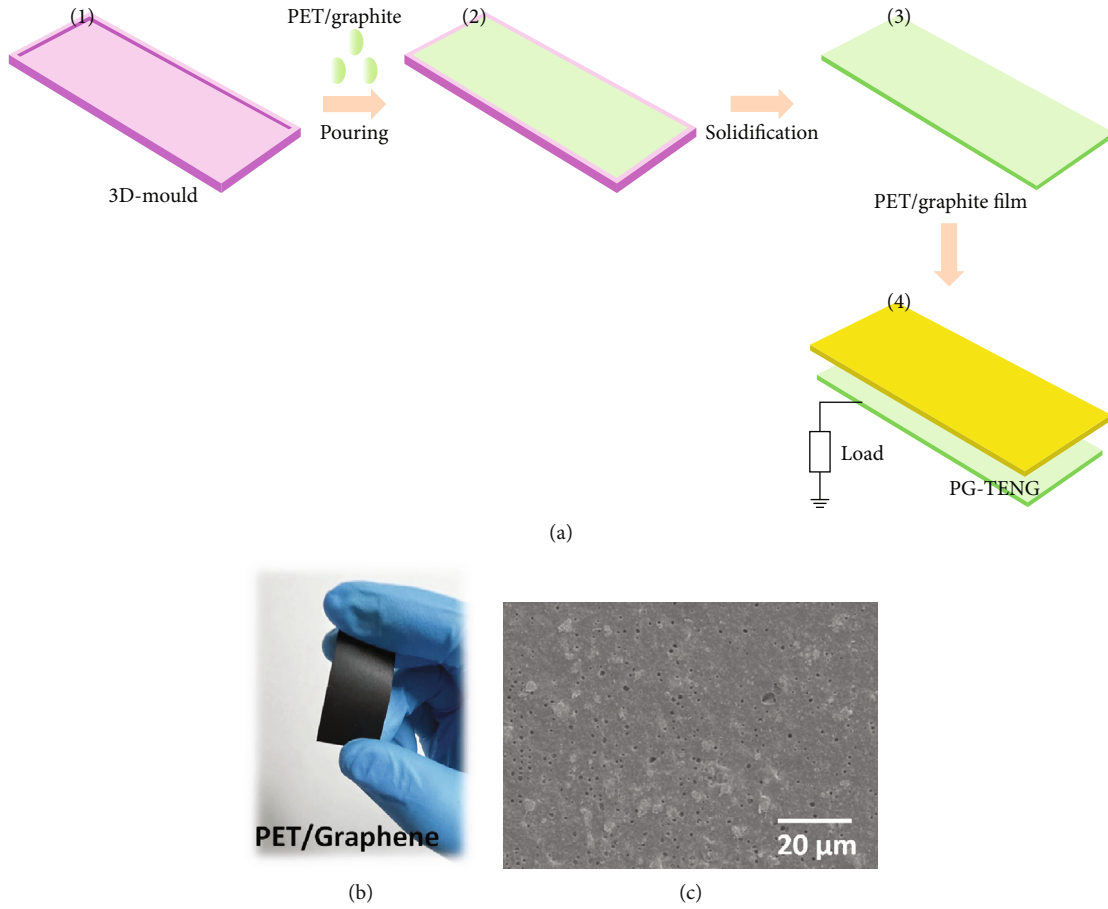 (1)
PET/graphite
(2)
(3)
Pouring
Solidification
3D-mould
PET/graphite film
(4)
Load
PG-TENG
(a)
PET/Graphene
20 μm
(b)
(c)